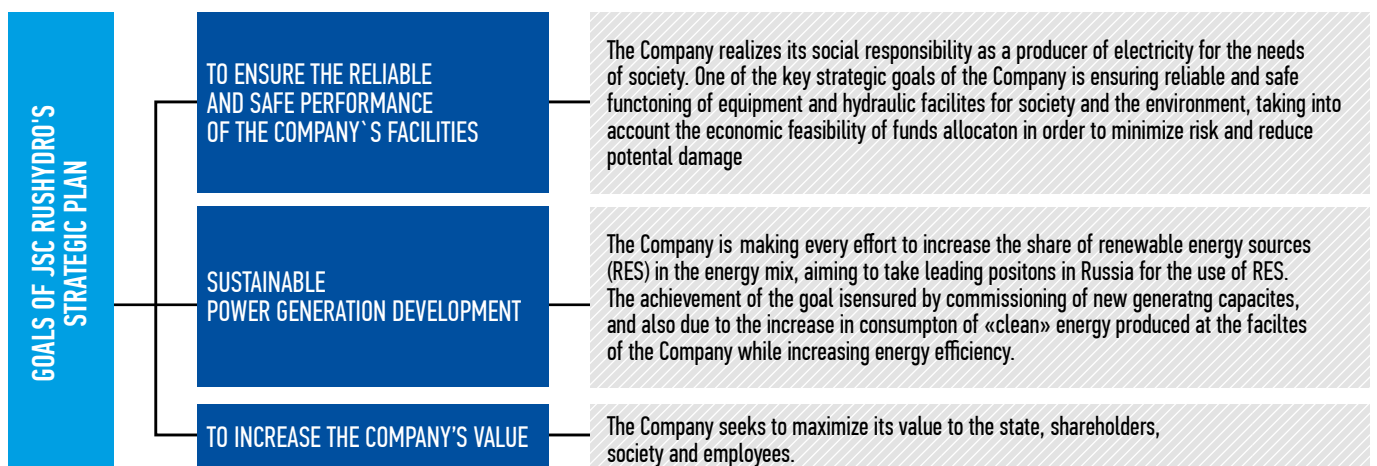 GOALS OF JSC RUSHYDRO'S
STRATEGIC PLAN
TO ENSURE THE RELIABLE
AND SAFE PERFORMANCE
OF THE COMPANY`S FACILITIES
The Company realizes its social responsibility as a producer of electricity for the needs
of society. One of the key strategic goals of the Company is ensuring reliable and safe
functoning of equipment and hydraulic facilites for society and the environment, taking into
account the economic feasibility of funds allocaton in order to minimize risk and reduce
potental damage
SUSTAINABLE
POWER GENERATION DEVELOPMENT
The Company is making every effort to increase the share of renewable energy sources
(RES) in the energy mix, aiming to take leading positons in Russia for the use of RES.
The achievement of the goal isensured by commissioning of new generatng capacites,
and also due to the increase in consumpton of «clean» energy produced at the faciltes
of the Company while increasing energy efficiency.
TO INCREASE THE COMPANY’S VALUE
The Company seeks to maximize its value to the state, shareholders,
society and employees.